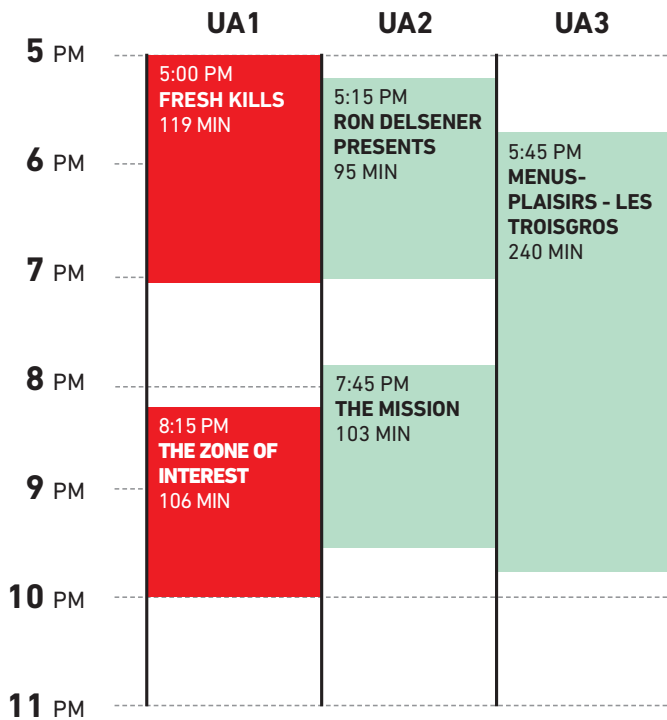 UA1 UA2 UA3
5 PM
5:00 PM
FRESH KILLS
119 MIN
5:15 PM
RON DELSENER
PRESENTS
95 MIN
5:45 PM
MENUS-
PLAISIRS - LES
TROISGROS
240 MIN
6 PM
7 PM
8 PM
7:45 PM
THE MISSION
103 MIN
8:15 PM
THE ZONE OF
INTEREST
106 MIN
9 PM
10 PM
11 PM